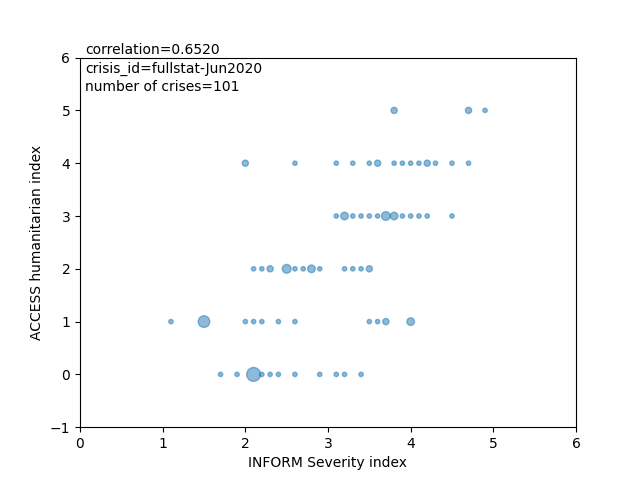 correlation=0.6520
crisis_id=fullstat-Jun2020
number of crises=101
6
5
4
3
2
1
0
−1
ACCESS humanitarian index
0 1 2 3 4 5 6
INFORM Severity index